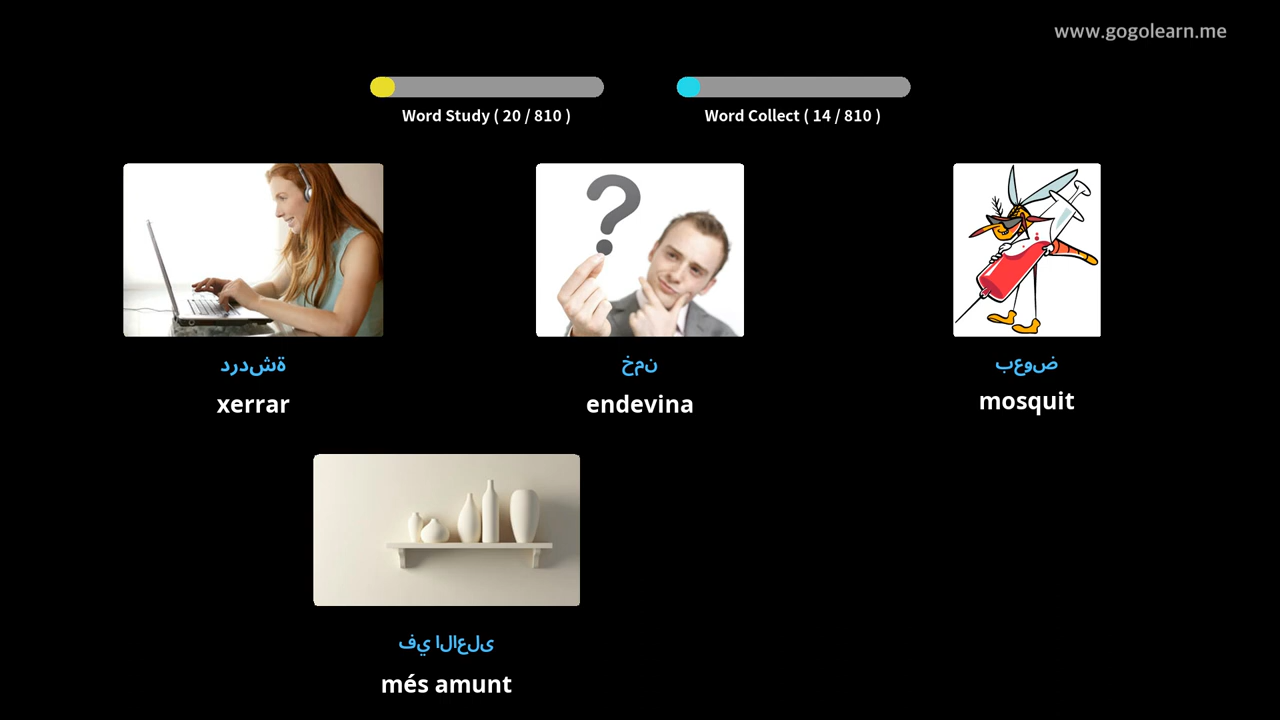 www.gogolearn.me
Word Study ( 20 / 810 )
Word Collect ( 14 / 810 )
دردشة
xerrar
خمن
endevina
بعوض
mosquit
في الاعلى
més amunt